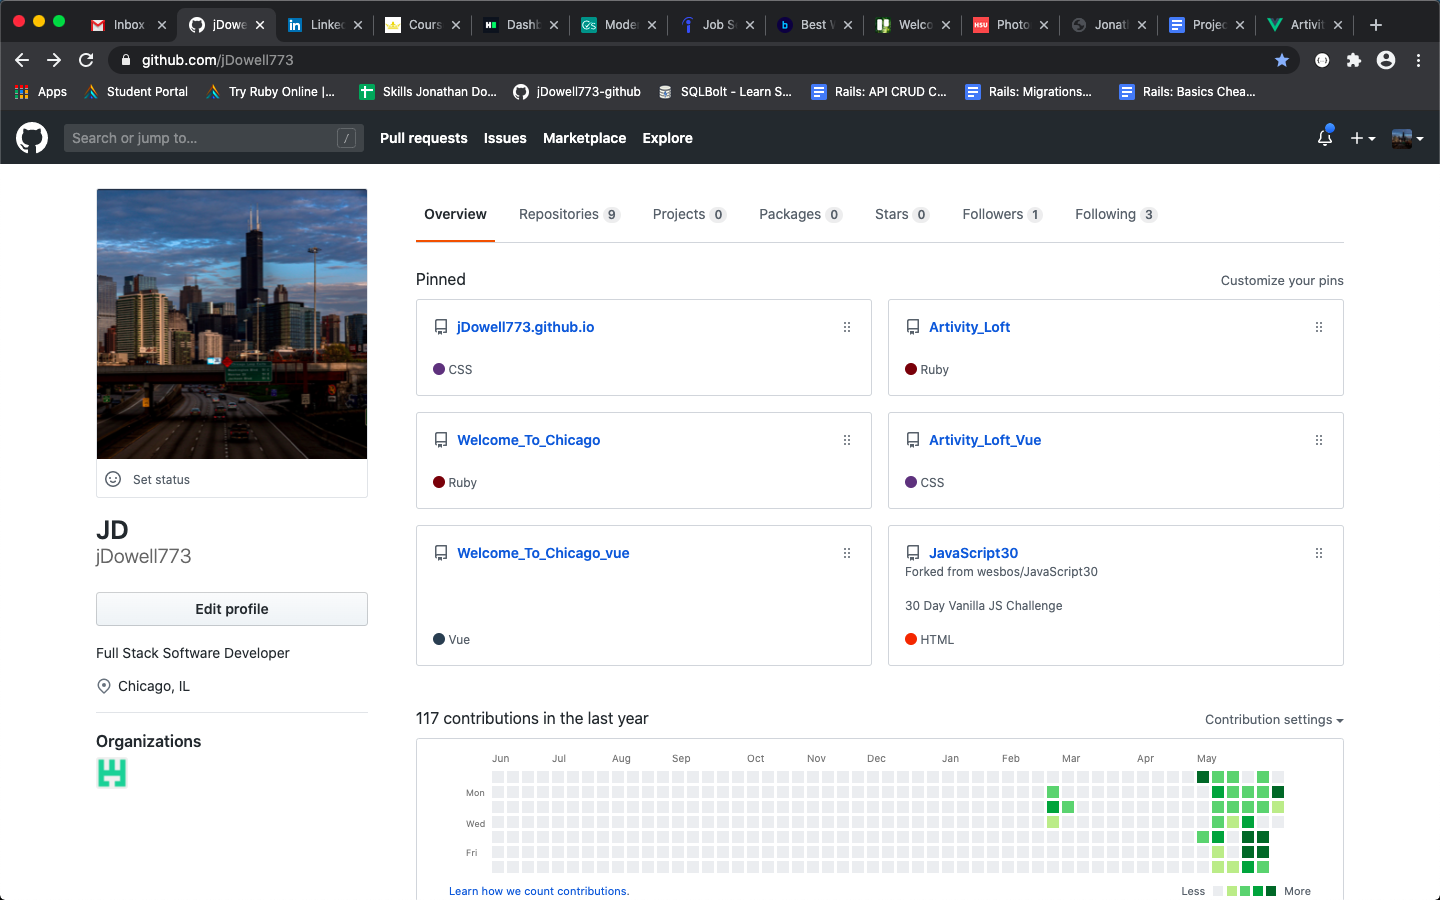 Inbox
jDowe
Linke
Cours
Dashb
Moder
Job Se
Best W
Welco
Photo
Jonath
Projec
Artivit
github.com/jDowell773
Apps
Student Portal
Try Ruby Online |...
Skills Jonathan Do...
jDowell773-github
SQLBolt - Learn S...
Rails: API CRUD C...
Rails: Migrations...
Rails: Basics Chea...
Search or jump to...
/
Pull requests
Issues
Marketplace
Explore
Overview
Repositories 9
Projects 0
Packages 0
Stars 0
Followers 1
Following 3
Set status
JD
jDowell773
Edit profile
Full Stack Software Developer
Chicago, IL
Organizations
Pinned
Customize your pins
jDowell773.github.io
CSS
Artivity_Loft
Ruby
Welcome_To_Chicago
Ruby
Artivity_Loft_Vue
CSS
Welcome_To_Chicago_vue
Vue
JavaScript30
Forked from wesbos/JavaScript30
30 Day Vanilla JS Challenge
HTML
117 contributions in the last year
Contribution settings
Jun Jul Aug Sep Oct Nov Dec Jan Feb Mar Apr May
Mon
Wed
Fri
Learn how we count contributions.
Less
More